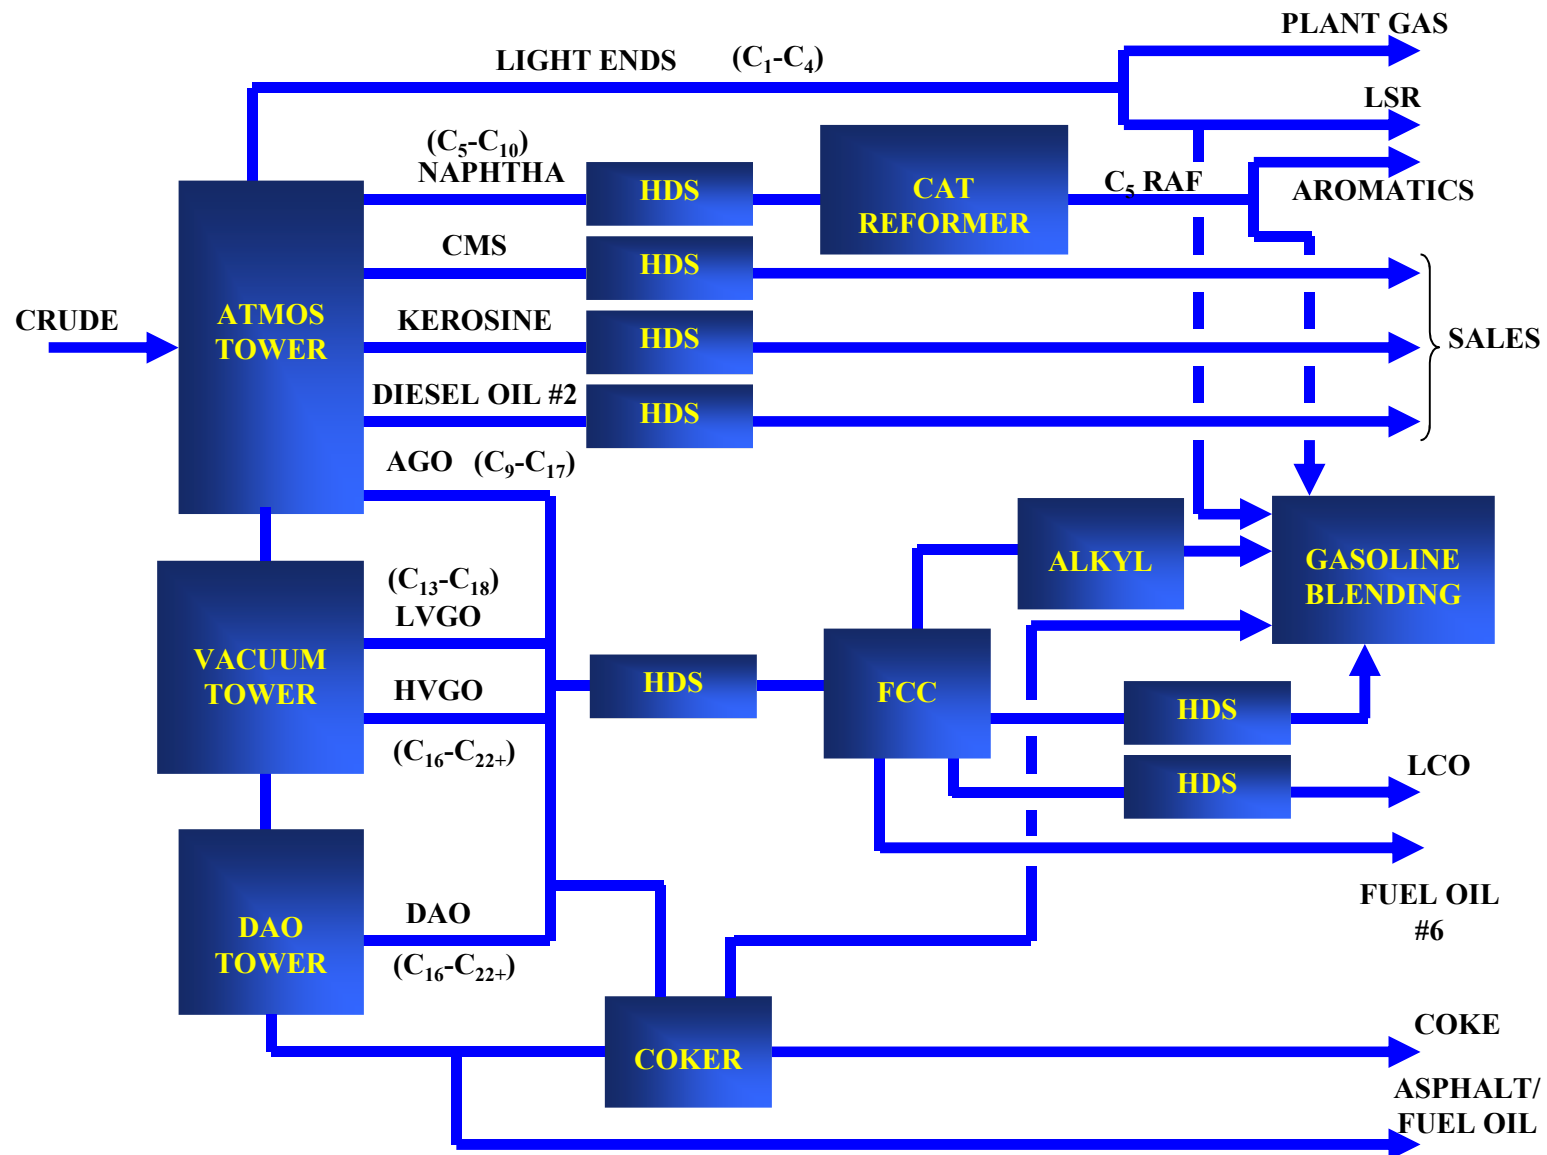 PLANT GAS
LIGHT ENDS (C1-C4)
LSR
(C5-C10)
NAPHTHA
HDS
CAT
REFORMER
C5 RAF
AROMATICS
CMS
HDS
CRUDE
ATMOS
TOWER
KEROSINE
HDS
SALES
DIESEL OIL #2
HDS
AGO (C9-C17)
ALKYL
GASOLINE
BLENDING
(C13-C18)
LVGO
VACUUM
TOWER
HVGO
(C16-C22+)
HDS
FCC
HDS
HDS
LCO
FUEL OIL
#6
DAO
TOWER
DAO
(C16-C22+)
COKER
COKE
ASPHALT/
FUEL OIL